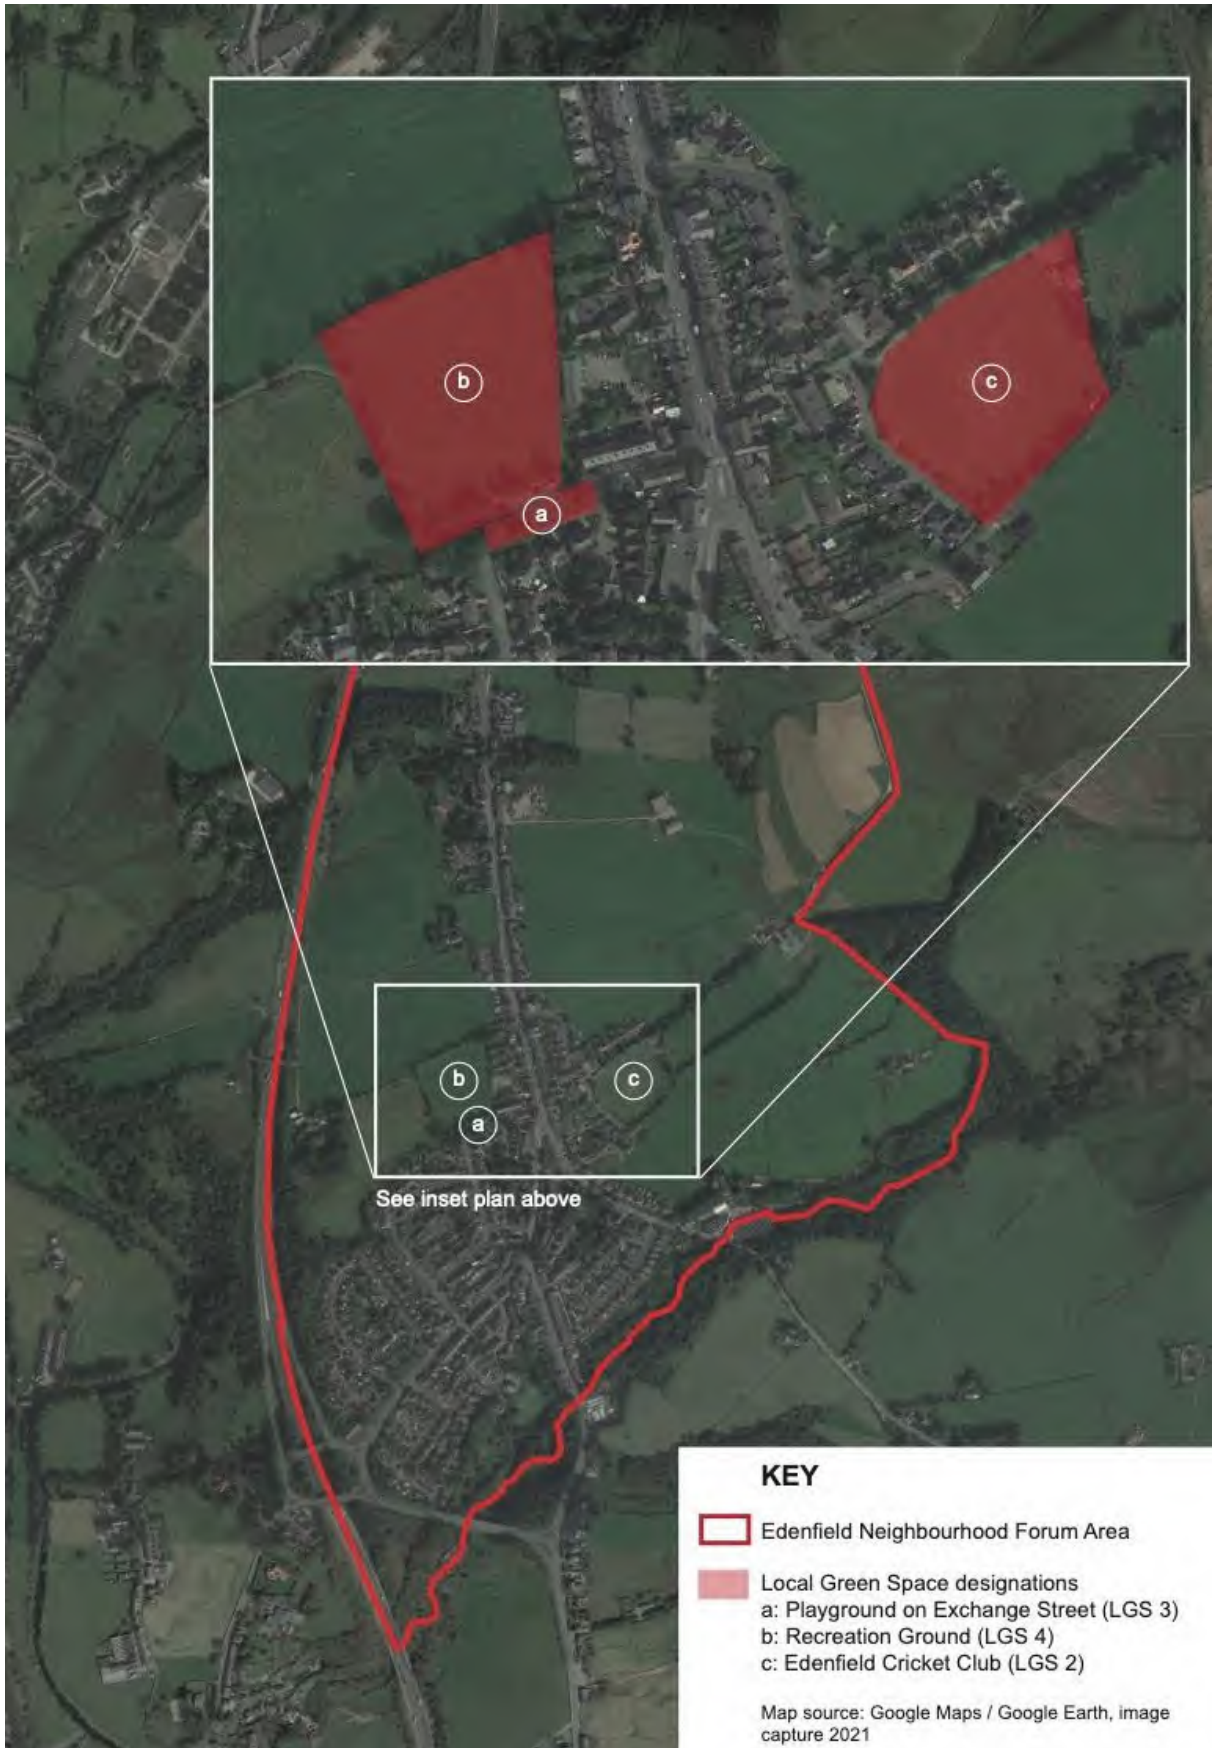 b
c
a
b
c
a
See inset plan above
KEY
Edenfield Neighbourhood Forum Area
Local Green Space designations
a: Playground on Exchange Street (LGS 3)
b: Recreation Ground (LGS 4)
c: Edenfield Cricket Club (LGS 2)
Map source: Google Maps / Google Earth, image
capture 2021